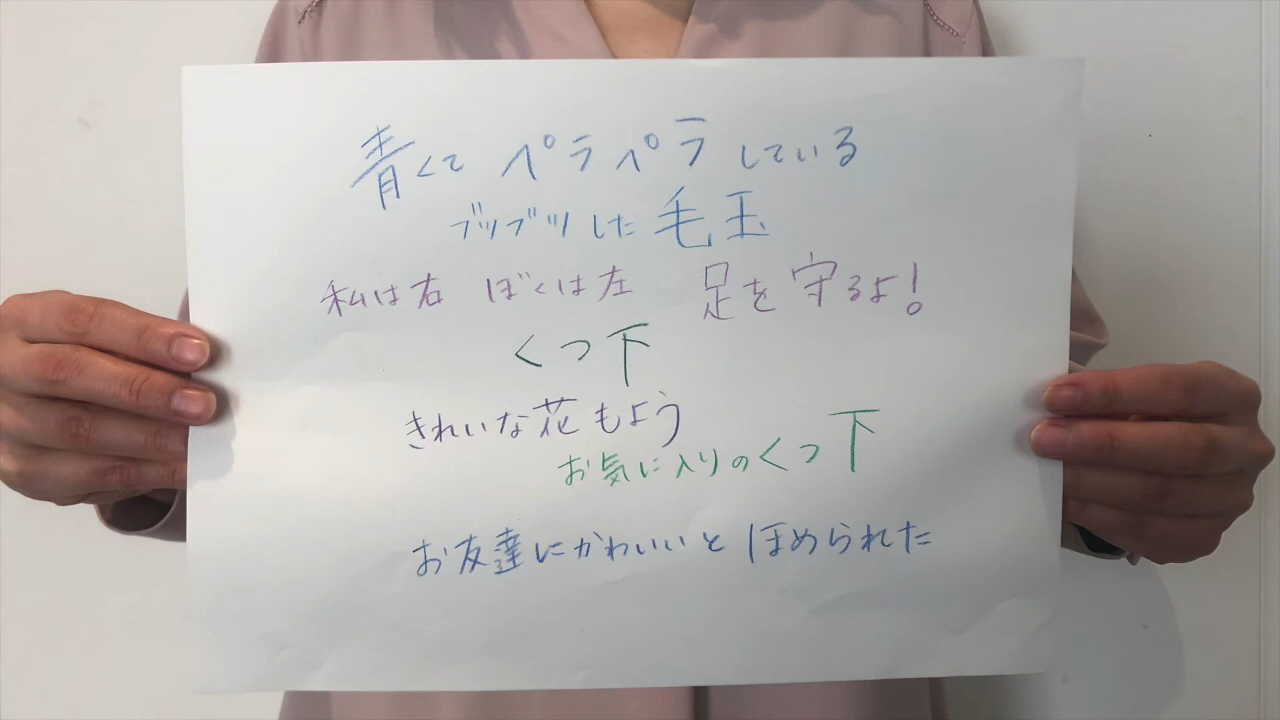 青くて ペラペラしている
ブツブツした毛玉
私は右 ぼくは左 足を守るよ!
くつ下
きれいな花もよう
お気に入りのくつ下
お友達にかわいいと ほめられた